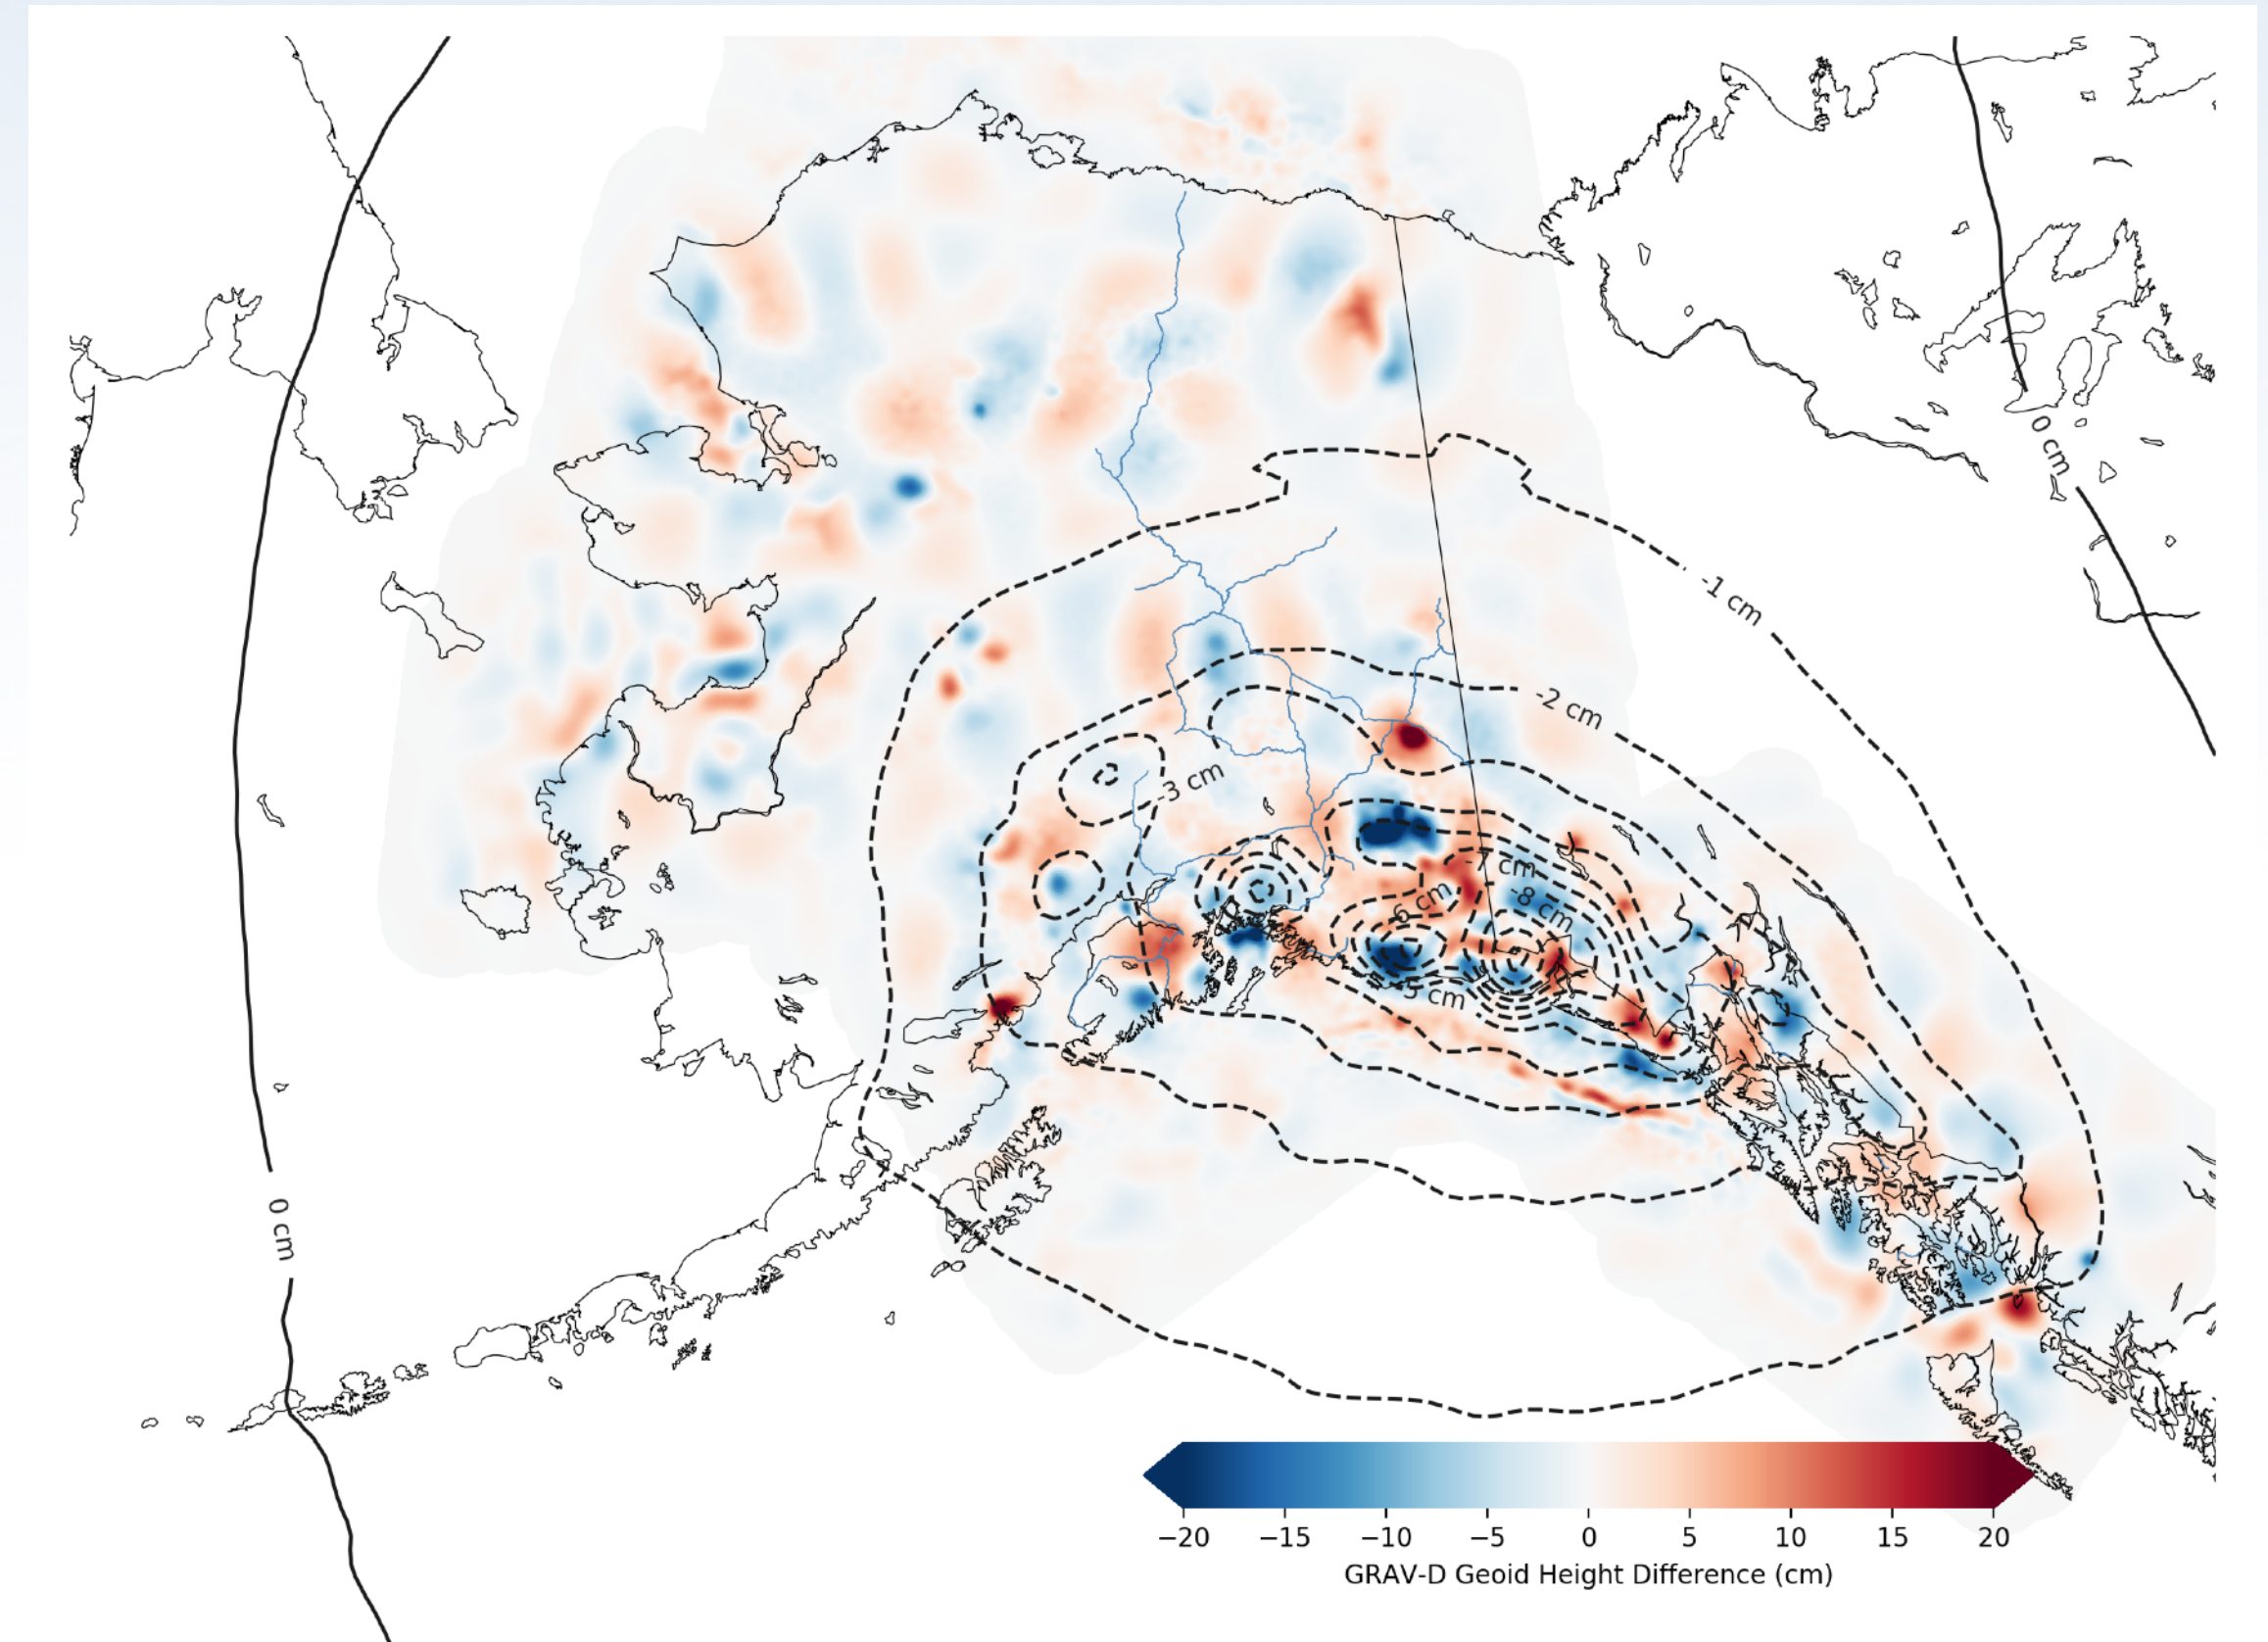 0 cm
-1 cm
-2 cm
-3 cm
-7 cm
-8 cm
6 cm
-5 cm
0 cm
−20 −15 −10 −5 0 5 10 15 20
GRAV-D Geoid Height Difference (cm)